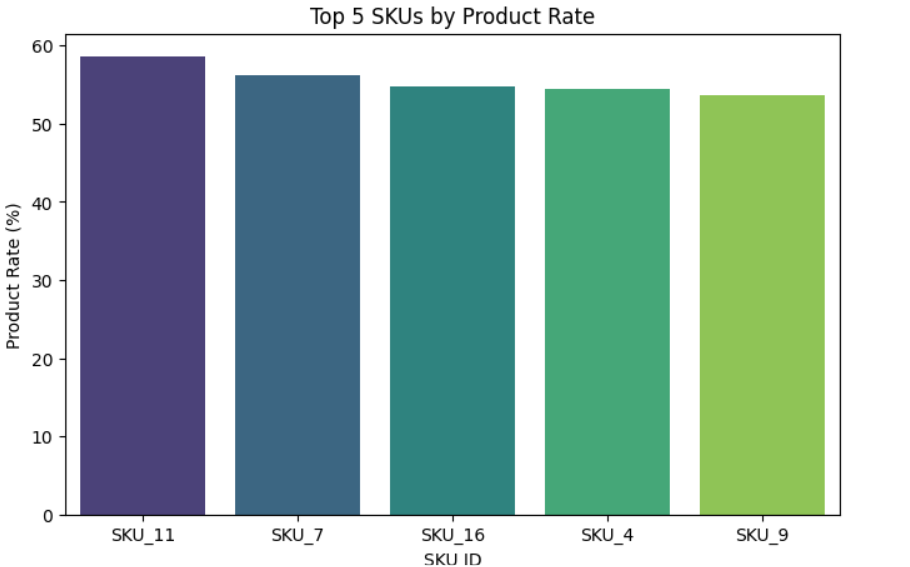 Top 5 SKUs by Product Rate
Product Rate (%)
60
50
40
30
20
10
0
SKU_11 SKU_7 SKU_16 SKU_4 SKU_9
SKU ID